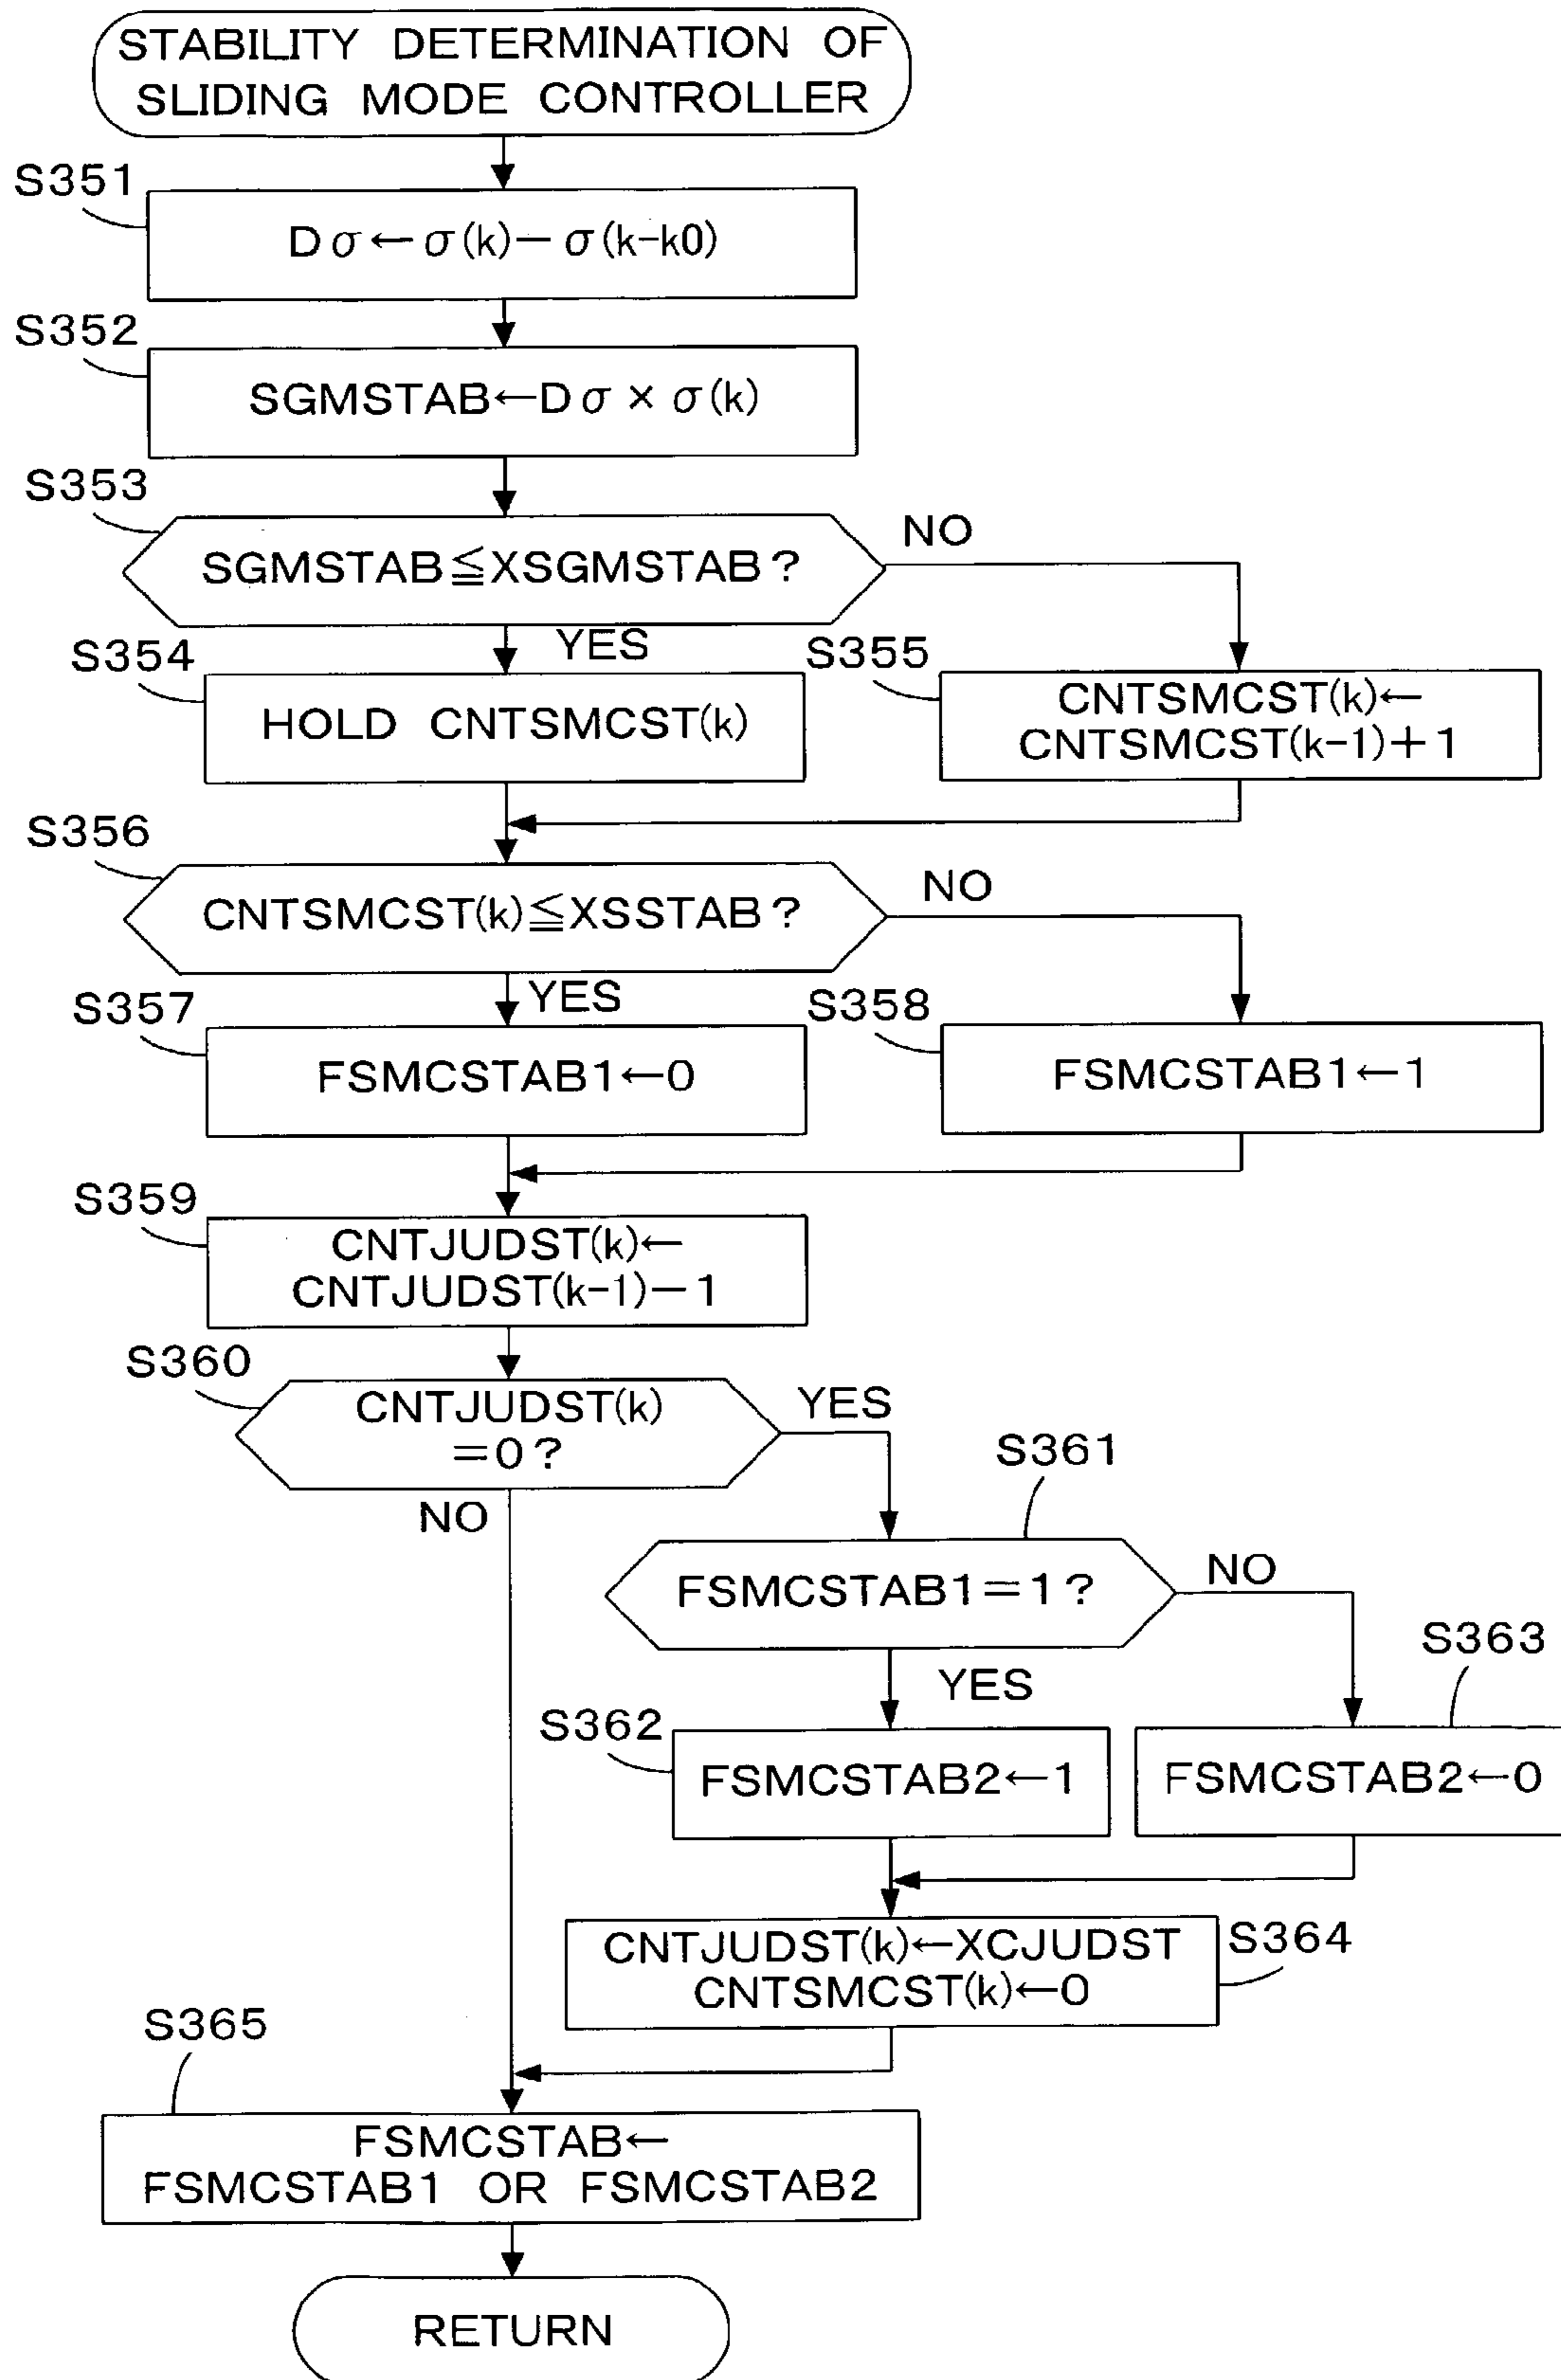 STABILITY DETERMINATION OF
SLIDING MODE CONTROLLER
S351
Dσ←σ(k)−σ(k-k0)
S352
SGMSTAB←Dσ×σ(k)
S353
SGMSTAB≦XSGMSTAB?
NO
YES
S354
HOLD CNTSMCST(k)
S355
CNTSMCST(k)←
CNTSMCST(k-1)+1
S356
CNTSMCST(k)≦XSSTAB?
NO
YES
S357
FSMCSTAB1←0
S358
FSMCSTAB1←1
S359
CNTJUDST(k)←
CNTJUDST(k-1)−1
S360
CNTJUDST(k)
=0?
YES
NO
S361
FSMCSTAB1=1?
NO
YES
S362
FSMCSTAB2←1
S363
FSMCSTAB2←0
CNTJUDST(k)←XCJUDST
CNTSMCST(k)←0
S364
S365
FSMCSTAB←
FSMCSTAB1 OR FSMCSTAB2
RETURN